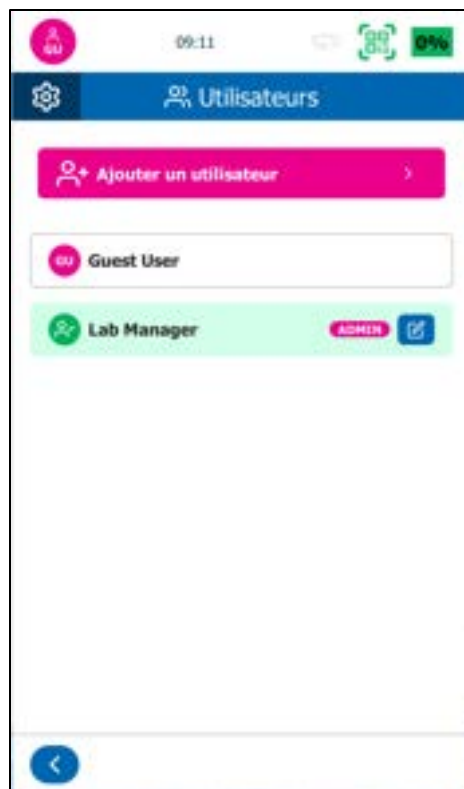 GU
09:11
0%
Utilisateurs
Ajouter un utilisateur
GU Guest User
Lab Manager ADMIN